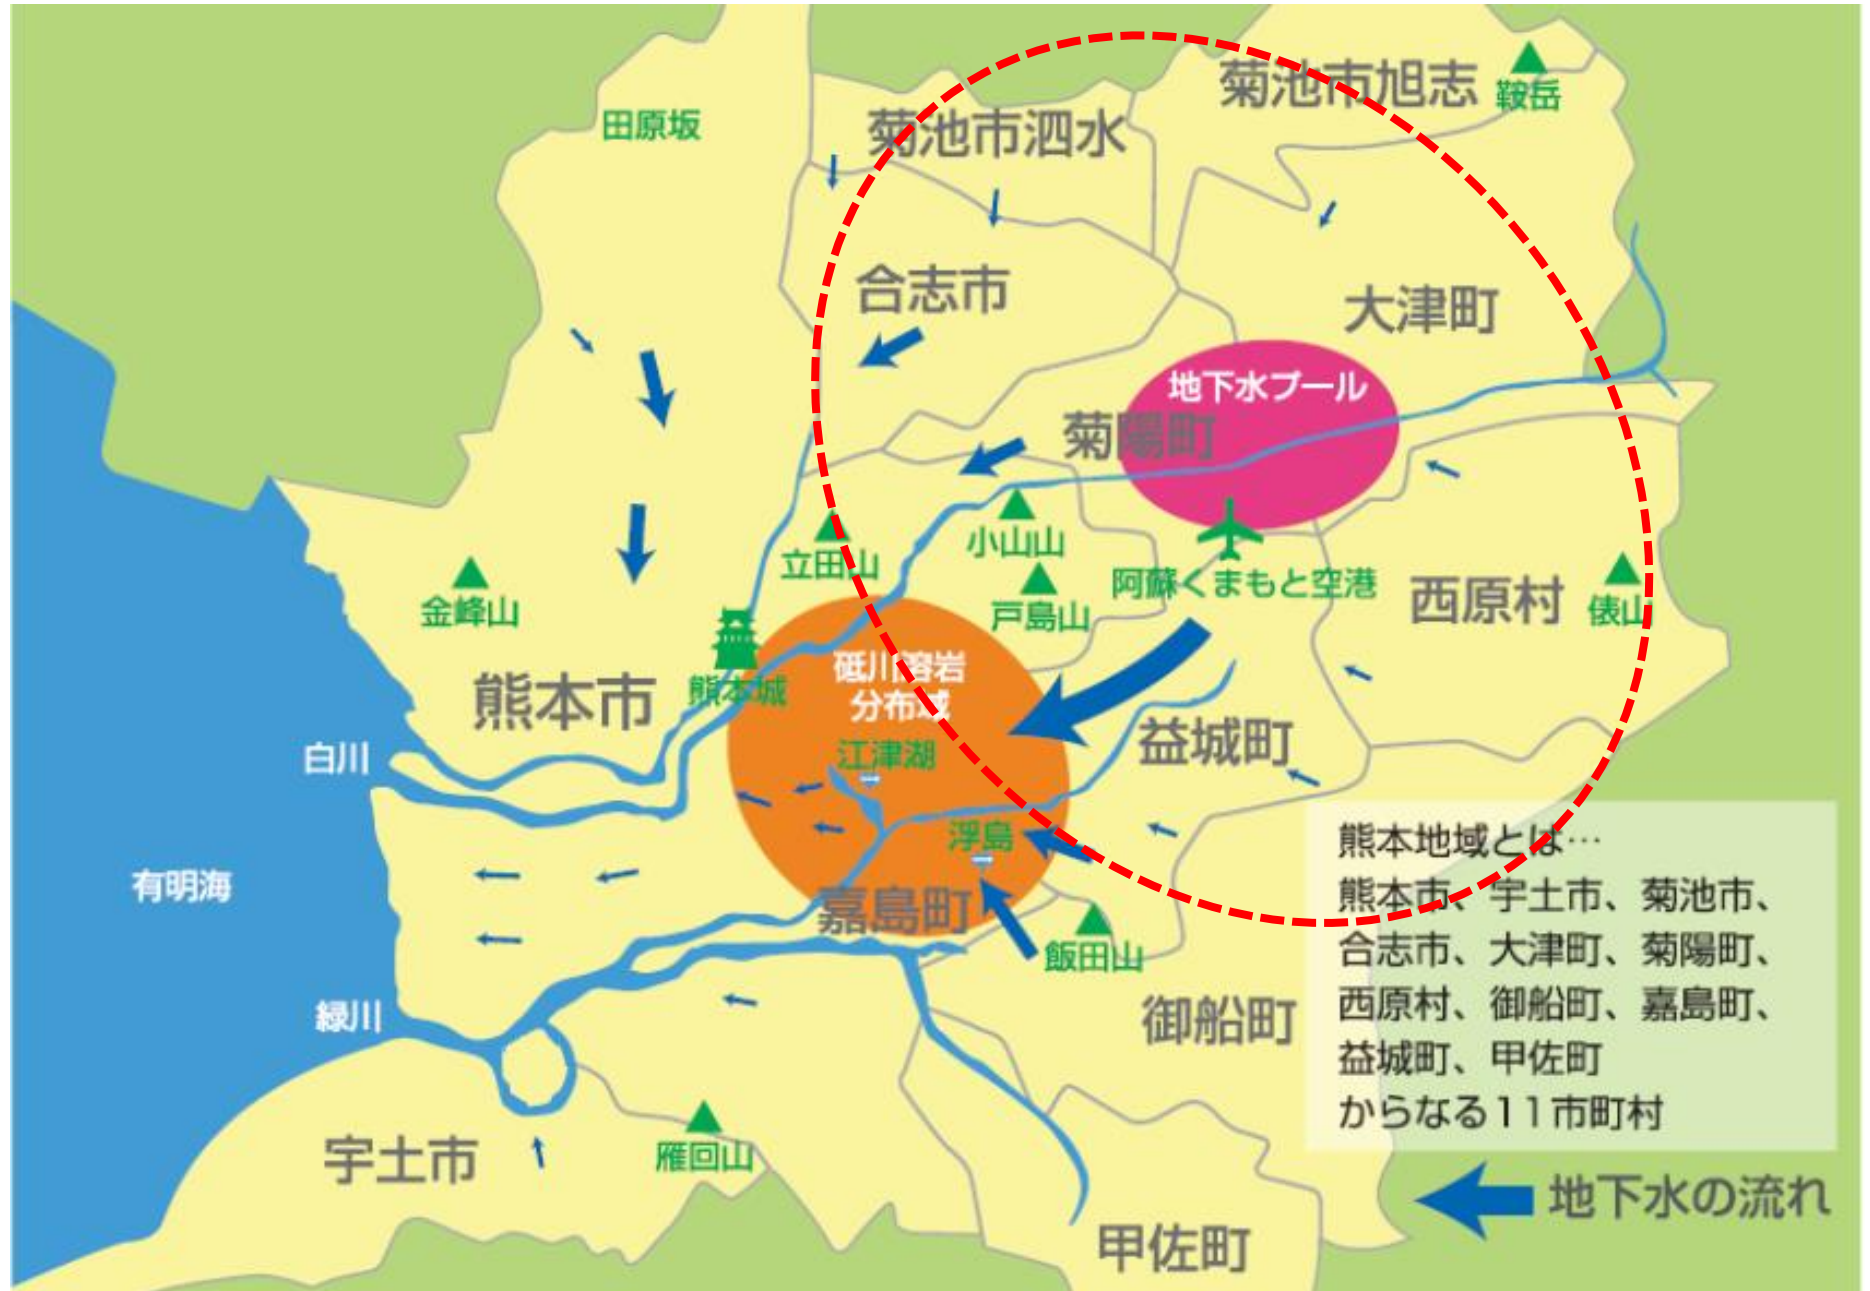 菊池市旭志
鞍岳
田原坂
菊池市泗水
合志市
大津町
地下水プール
菊陽町
小山山
立田山
阿蘇くまもと空港
西原村
俵山
金峰山
戸島山
熊本市
熊本城
砥川溶岩
分布域
江津湖
益城町
白川
浮島
有明海
嘉島町
飯田山
緑川
御船町
宇土市
雁回山
甲佐町
熊本地域とは…
熊本市、宇土市、菊池市、
合志市、大津町、菊陽町、
西原村、御船町、嘉島町、
益城町、甲佐町
からなる11市町村
地下水の流れ